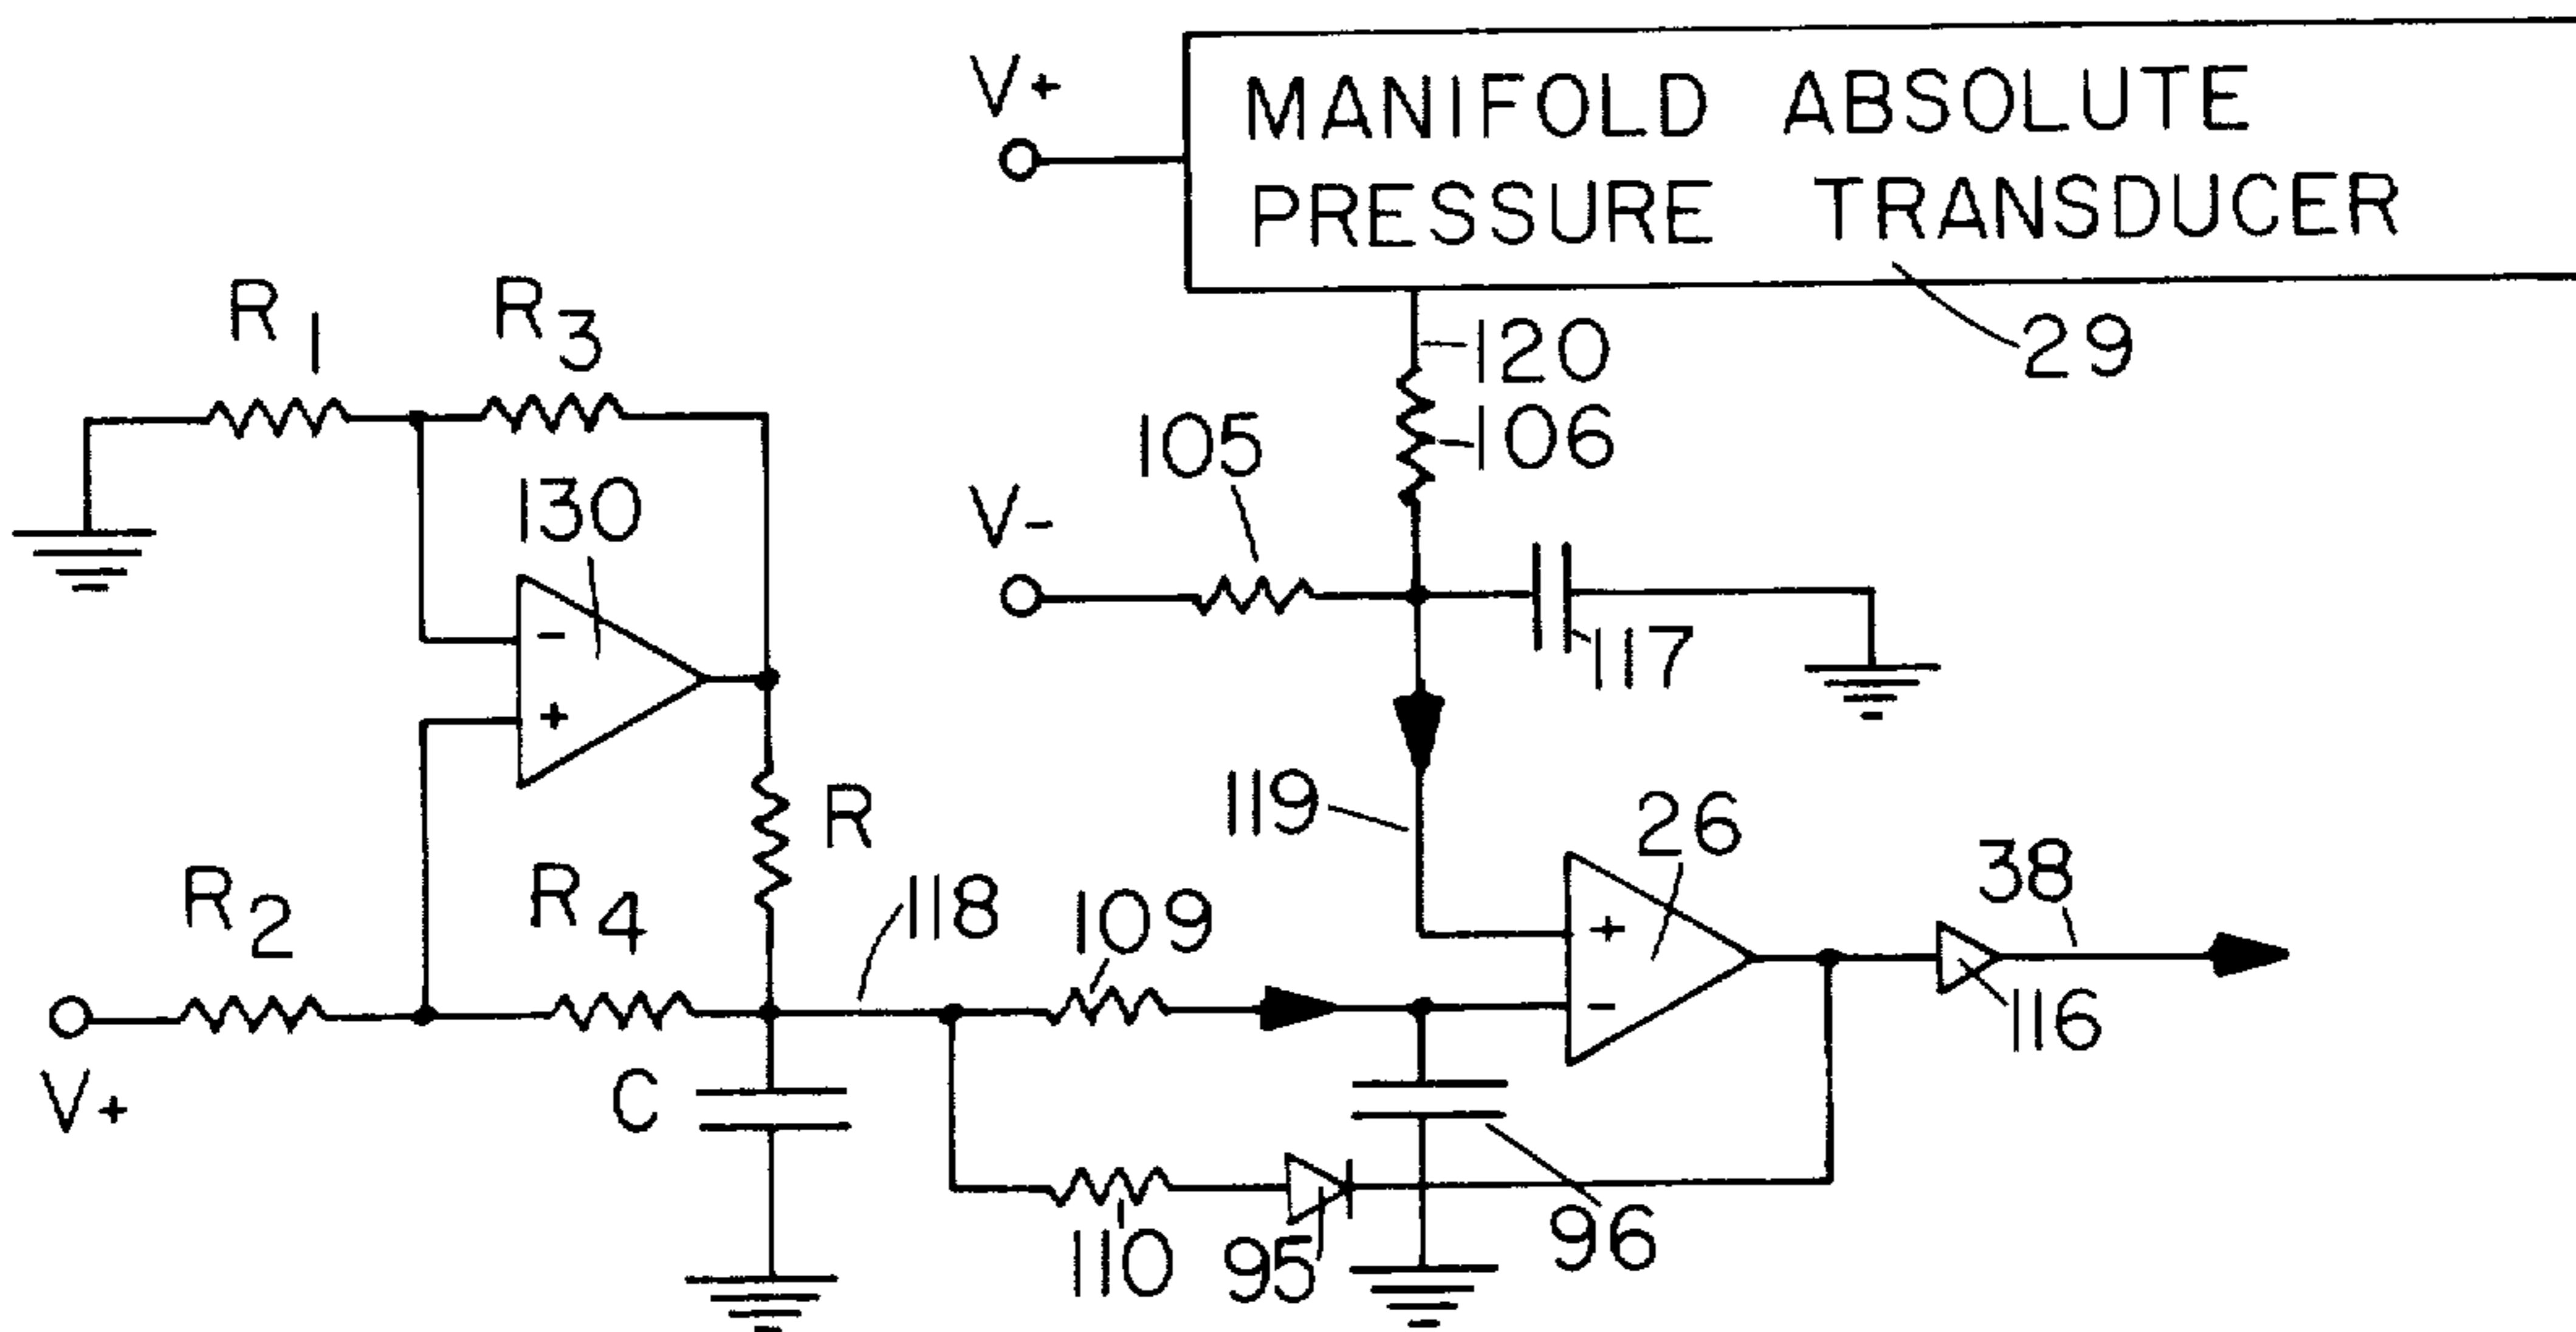 V+
MANIFOLD ABSOLUTE
PRESSURE TRANSDUCER
29
R1
R3
120
106
105
130
V-
117
119
R
26
38
R2
R4
118
109
116
V+
C
110
95
96
-
+
+
-